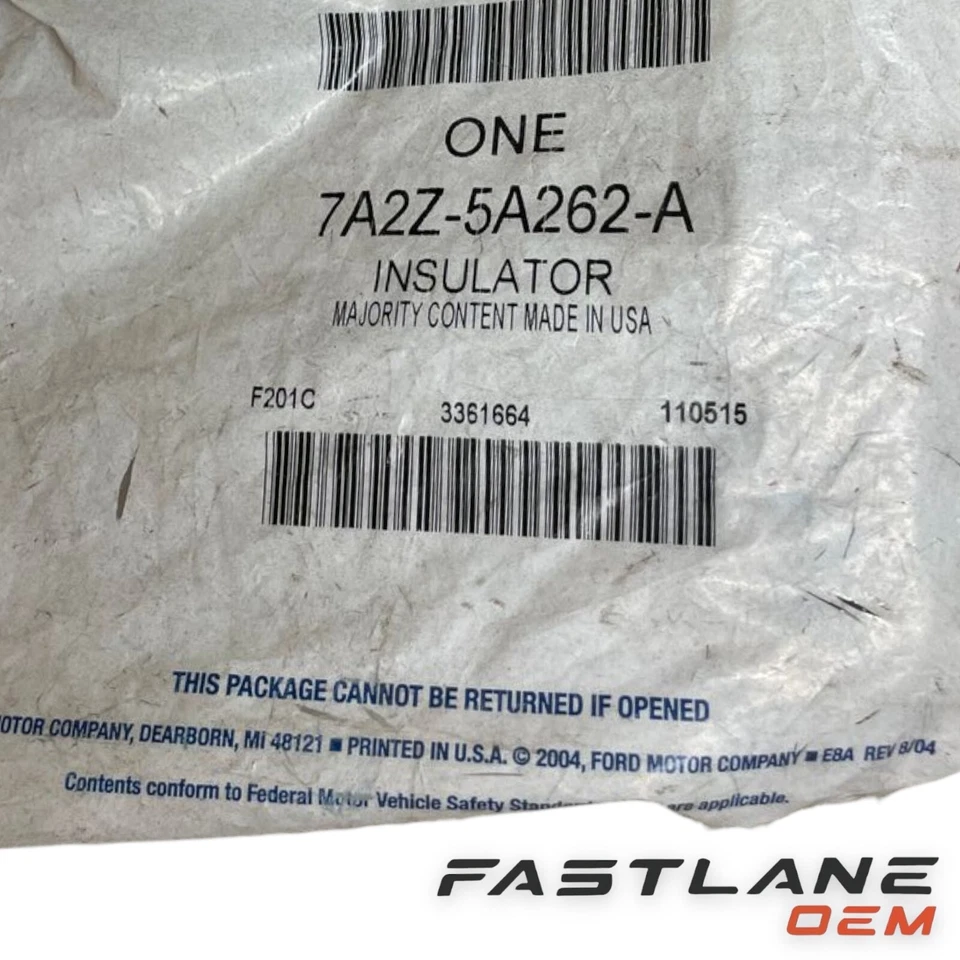 ONE
7A2Z-5A262-A
INSULATOR
MAJORITY CONTENT MADE IN USA
F201C 3361664 110515
THIS PACKAGE CANNOT BE RETURNED IF OPENED
MOTOR COMPANY, DEARBORN, MI 48121 ■ PRINTED IN U.S.A. © 2004, FORD MOTOR COMPANY ■ E8A REV 8/04
Contents conform to Federal Motor Vehicle Safety are applicable.
FASTLANE
OEM